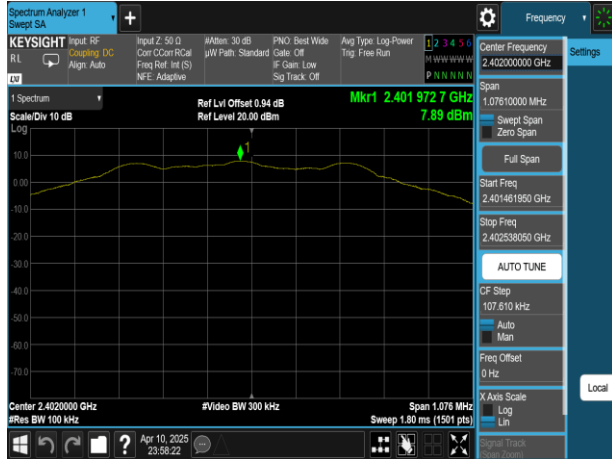 Spectrum Analyzer 1
Swept SA
Frequency
KEYSIGHT
RL
Input: RF
Coupling: DC
Align: Auto
Input Z: 50 Ω
Corr CCorr RCal
Freq Ref: Int (S)
NFE: Adaptive
#Atten: 30 dB
µW Path: Standard
PNO: Best Wide
Gate: Off
IF Gain: Low
Sig Track: Off
Avg Type: Log-Power
Trig: Free Run
1 2 3 4 5 6
M W W W W W
P N N N N N
LXI
1 Spectrum
Scale/Div 10 dB
Log
Ref Lvl Offset 0.94 dB
Ref Level 20.00 dBm
Mkr1 2.401 972 7 GHz
7.89 dBm
1
10.0
0.00
-10.0
-20.0
-30.0
-40.0
-50.0
-60.0
-70.0
Center 2.4020000 GHz
#Res BW 100 kHz
#Video BW 300 kHz
Span 1.076 MHz
Sweep 1.80 ms (1501 pts)
?
Apr 10, 2025
23:58:22
Center Frequency
2.402000000 GHz
Span
1.07610000 MHz
Swept Span
Zero Span
Full Span
Start Freq
2.401461950 GHz
Stop Freq
2.402538050 GHz
AUTO TUNE
CF Step
107.610 kHz
Auto
Man
Freq Offset
0 Hz
X Axis Scale
Log
Lin
Signal Track
(Span Zoom)
Settings
Local